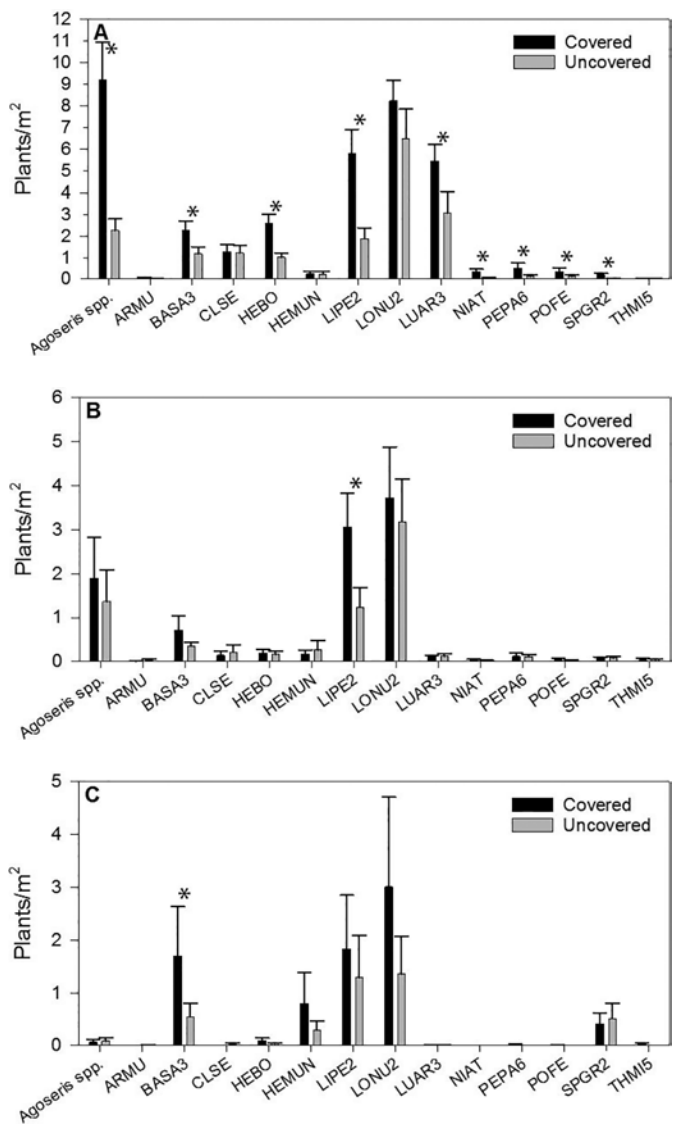 A
12
11
10
9
8
7
6
5
4
3
2
1
0
Plants/m²
Covered
Uncovered
*
*
*
*
*
*
*
*
*
Agoseris spp.
ARMU
BASA3
CLSE
HEBO
HEMUN
LIPE2
LONU2
LUAR3
NIAT
PEPA6
POFE
SPGR2
THMI5
B
6
5
4
3
2
1
0
Plants/m²
Covered
Uncovered
*
Agoseris spp.
ARMU
BASA3
CLSE
HEBO
HEMUN
LIPE2
LONU2
LUAR3
NIAT
PEPA6
POFE
SPGR2
THMI5
C
5
4
3
2
1
0
Plants/m²
Covered
Uncovered
*
Agoseris spp.
ARMU
BASA3
CLSE
HEBO
HEMUN
LIPE2
LONU2
LUAR3
NIAT
PEPA6
POFE
SPGR2
THMI5